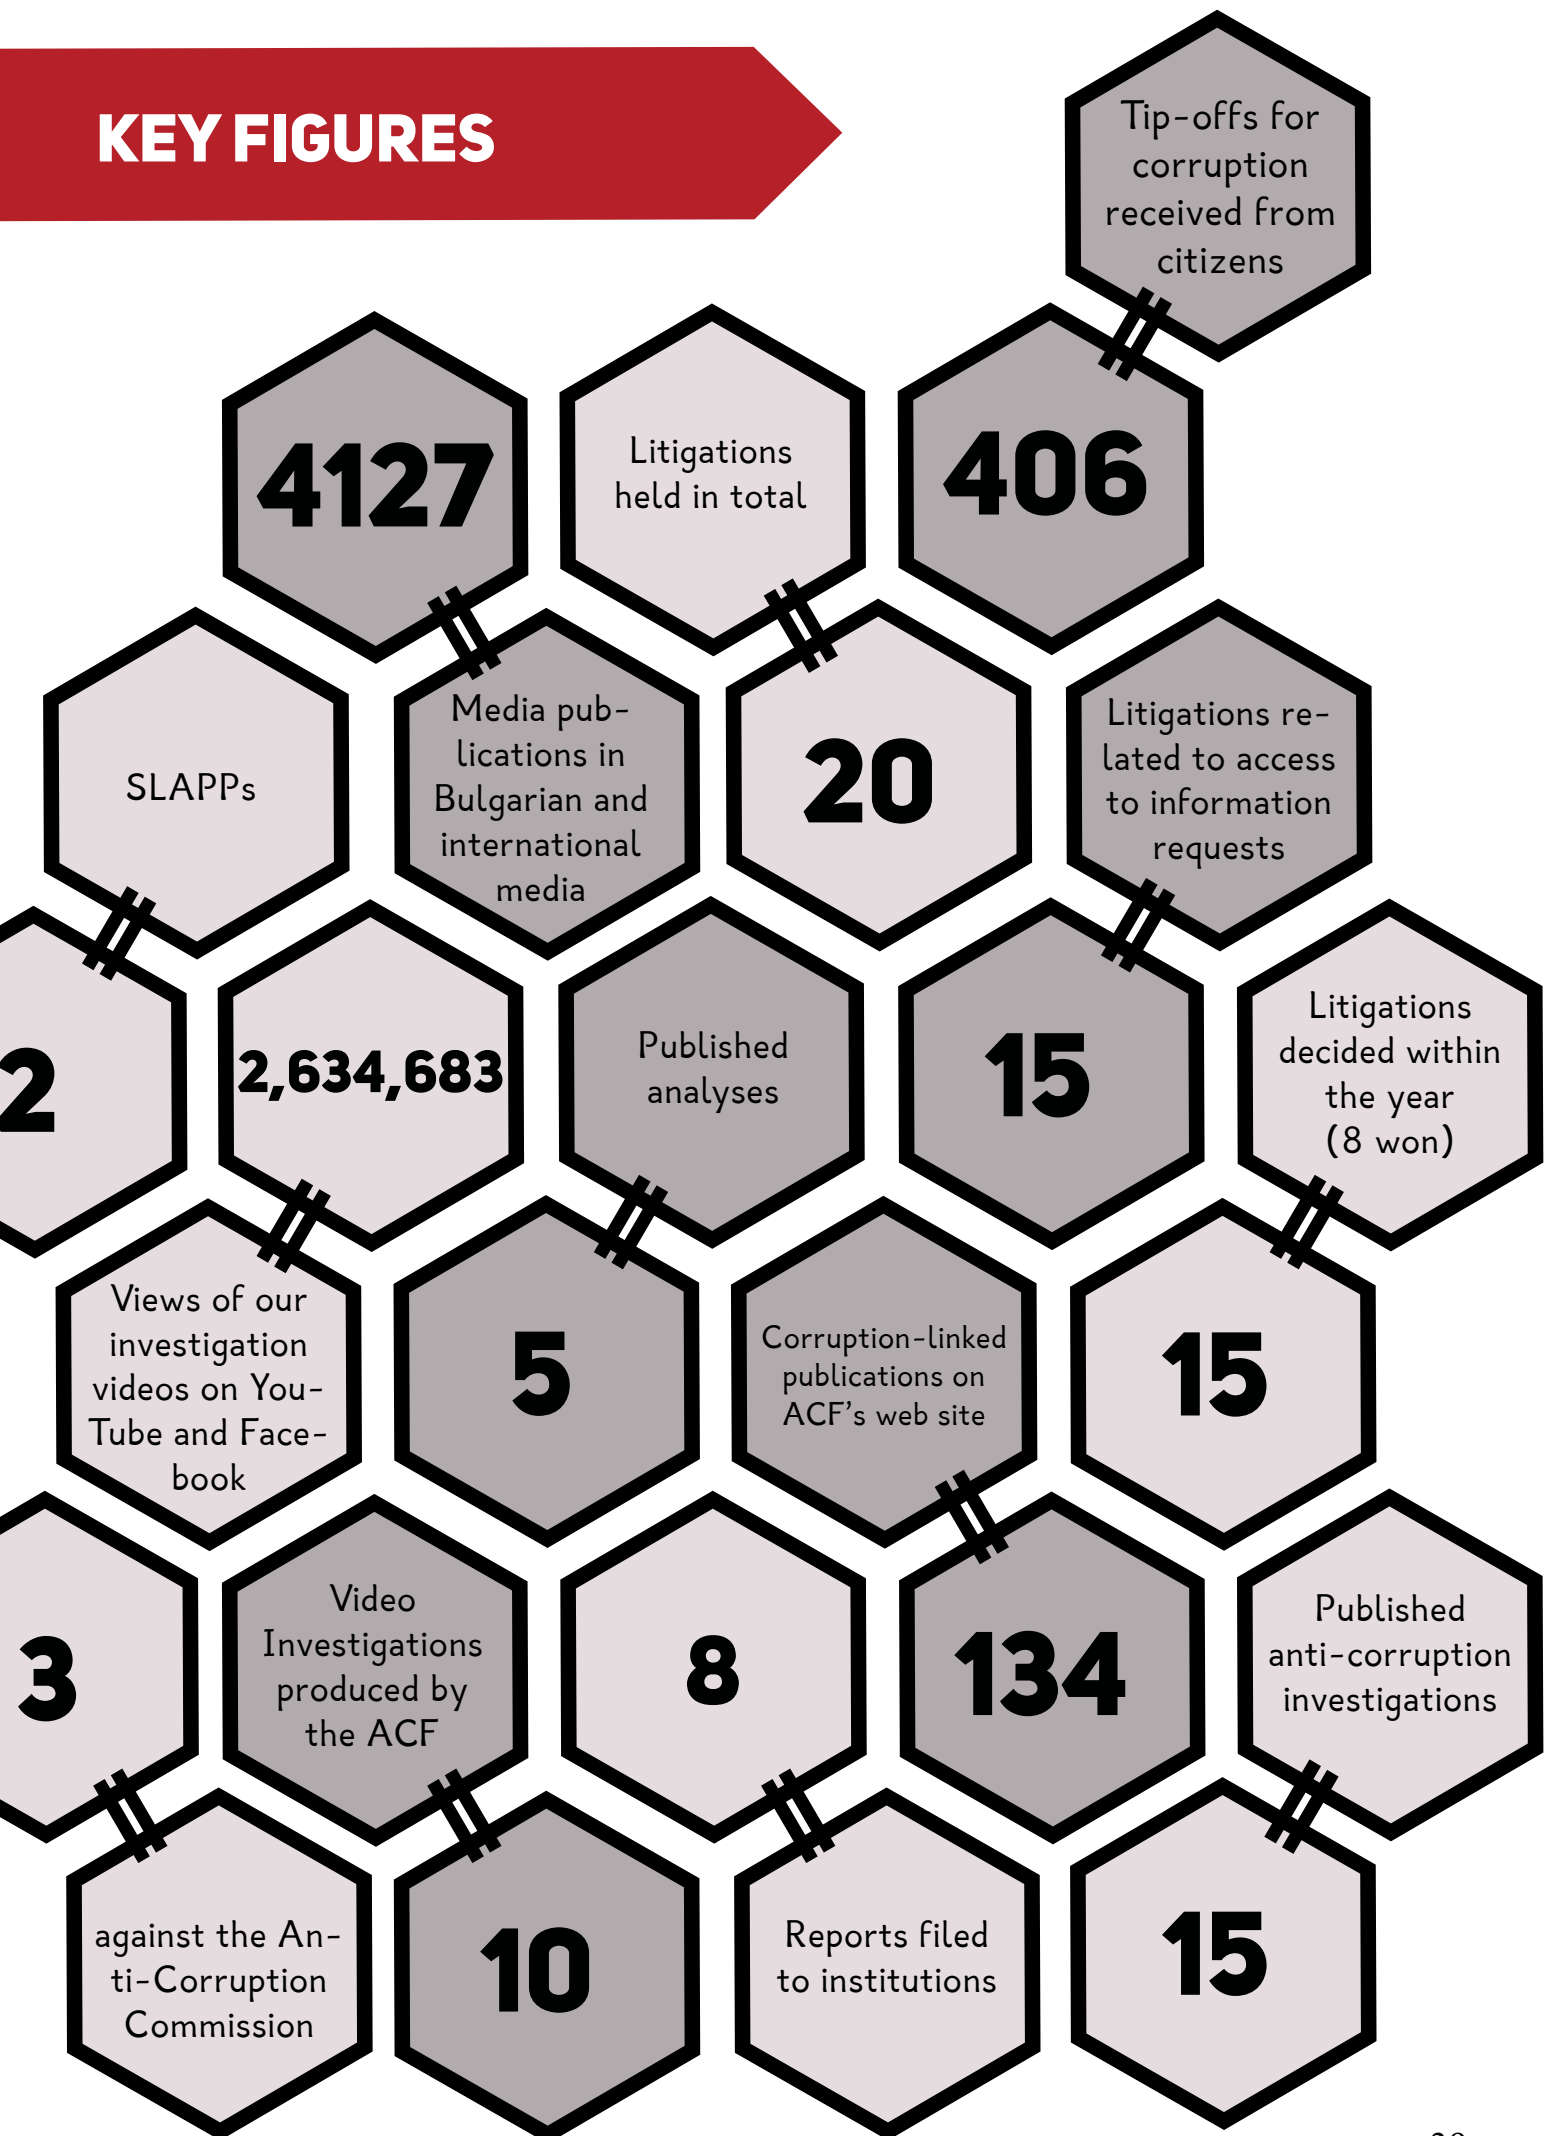 KEY FIGURES
Tip-offs for
corruption
received from
citizens
4127
Litigations
held in total
406
SLAPPs
Media pub-
lications in
Bulgarian and
international
media
20
Litigations re-
lated to access
to information
requests
2
2,634,683
Published
analyses
15
Litigations
decided within
the year
(8 won)
Views of our
investigation
videos on You-
Tube and Face-
book
5
Corruption-linked
publications on
ACF's web site
15
3
Video
Investigations
produced by
the ACF
8
134
Published
anti-corruption
investigations
against the An-
ti-Corruption
Commission
10
Reports filed
to institutions
15